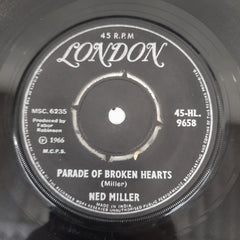 45 R.P.M
LONDON
MSC. 6235
Produced by
Fabor
Robinson
℗ 1966
M.C.P.S.
45-HL.
9658
PARADE OF BROKEN HEARTS
(Miller)
NED MILLER
MADE IN INDIA